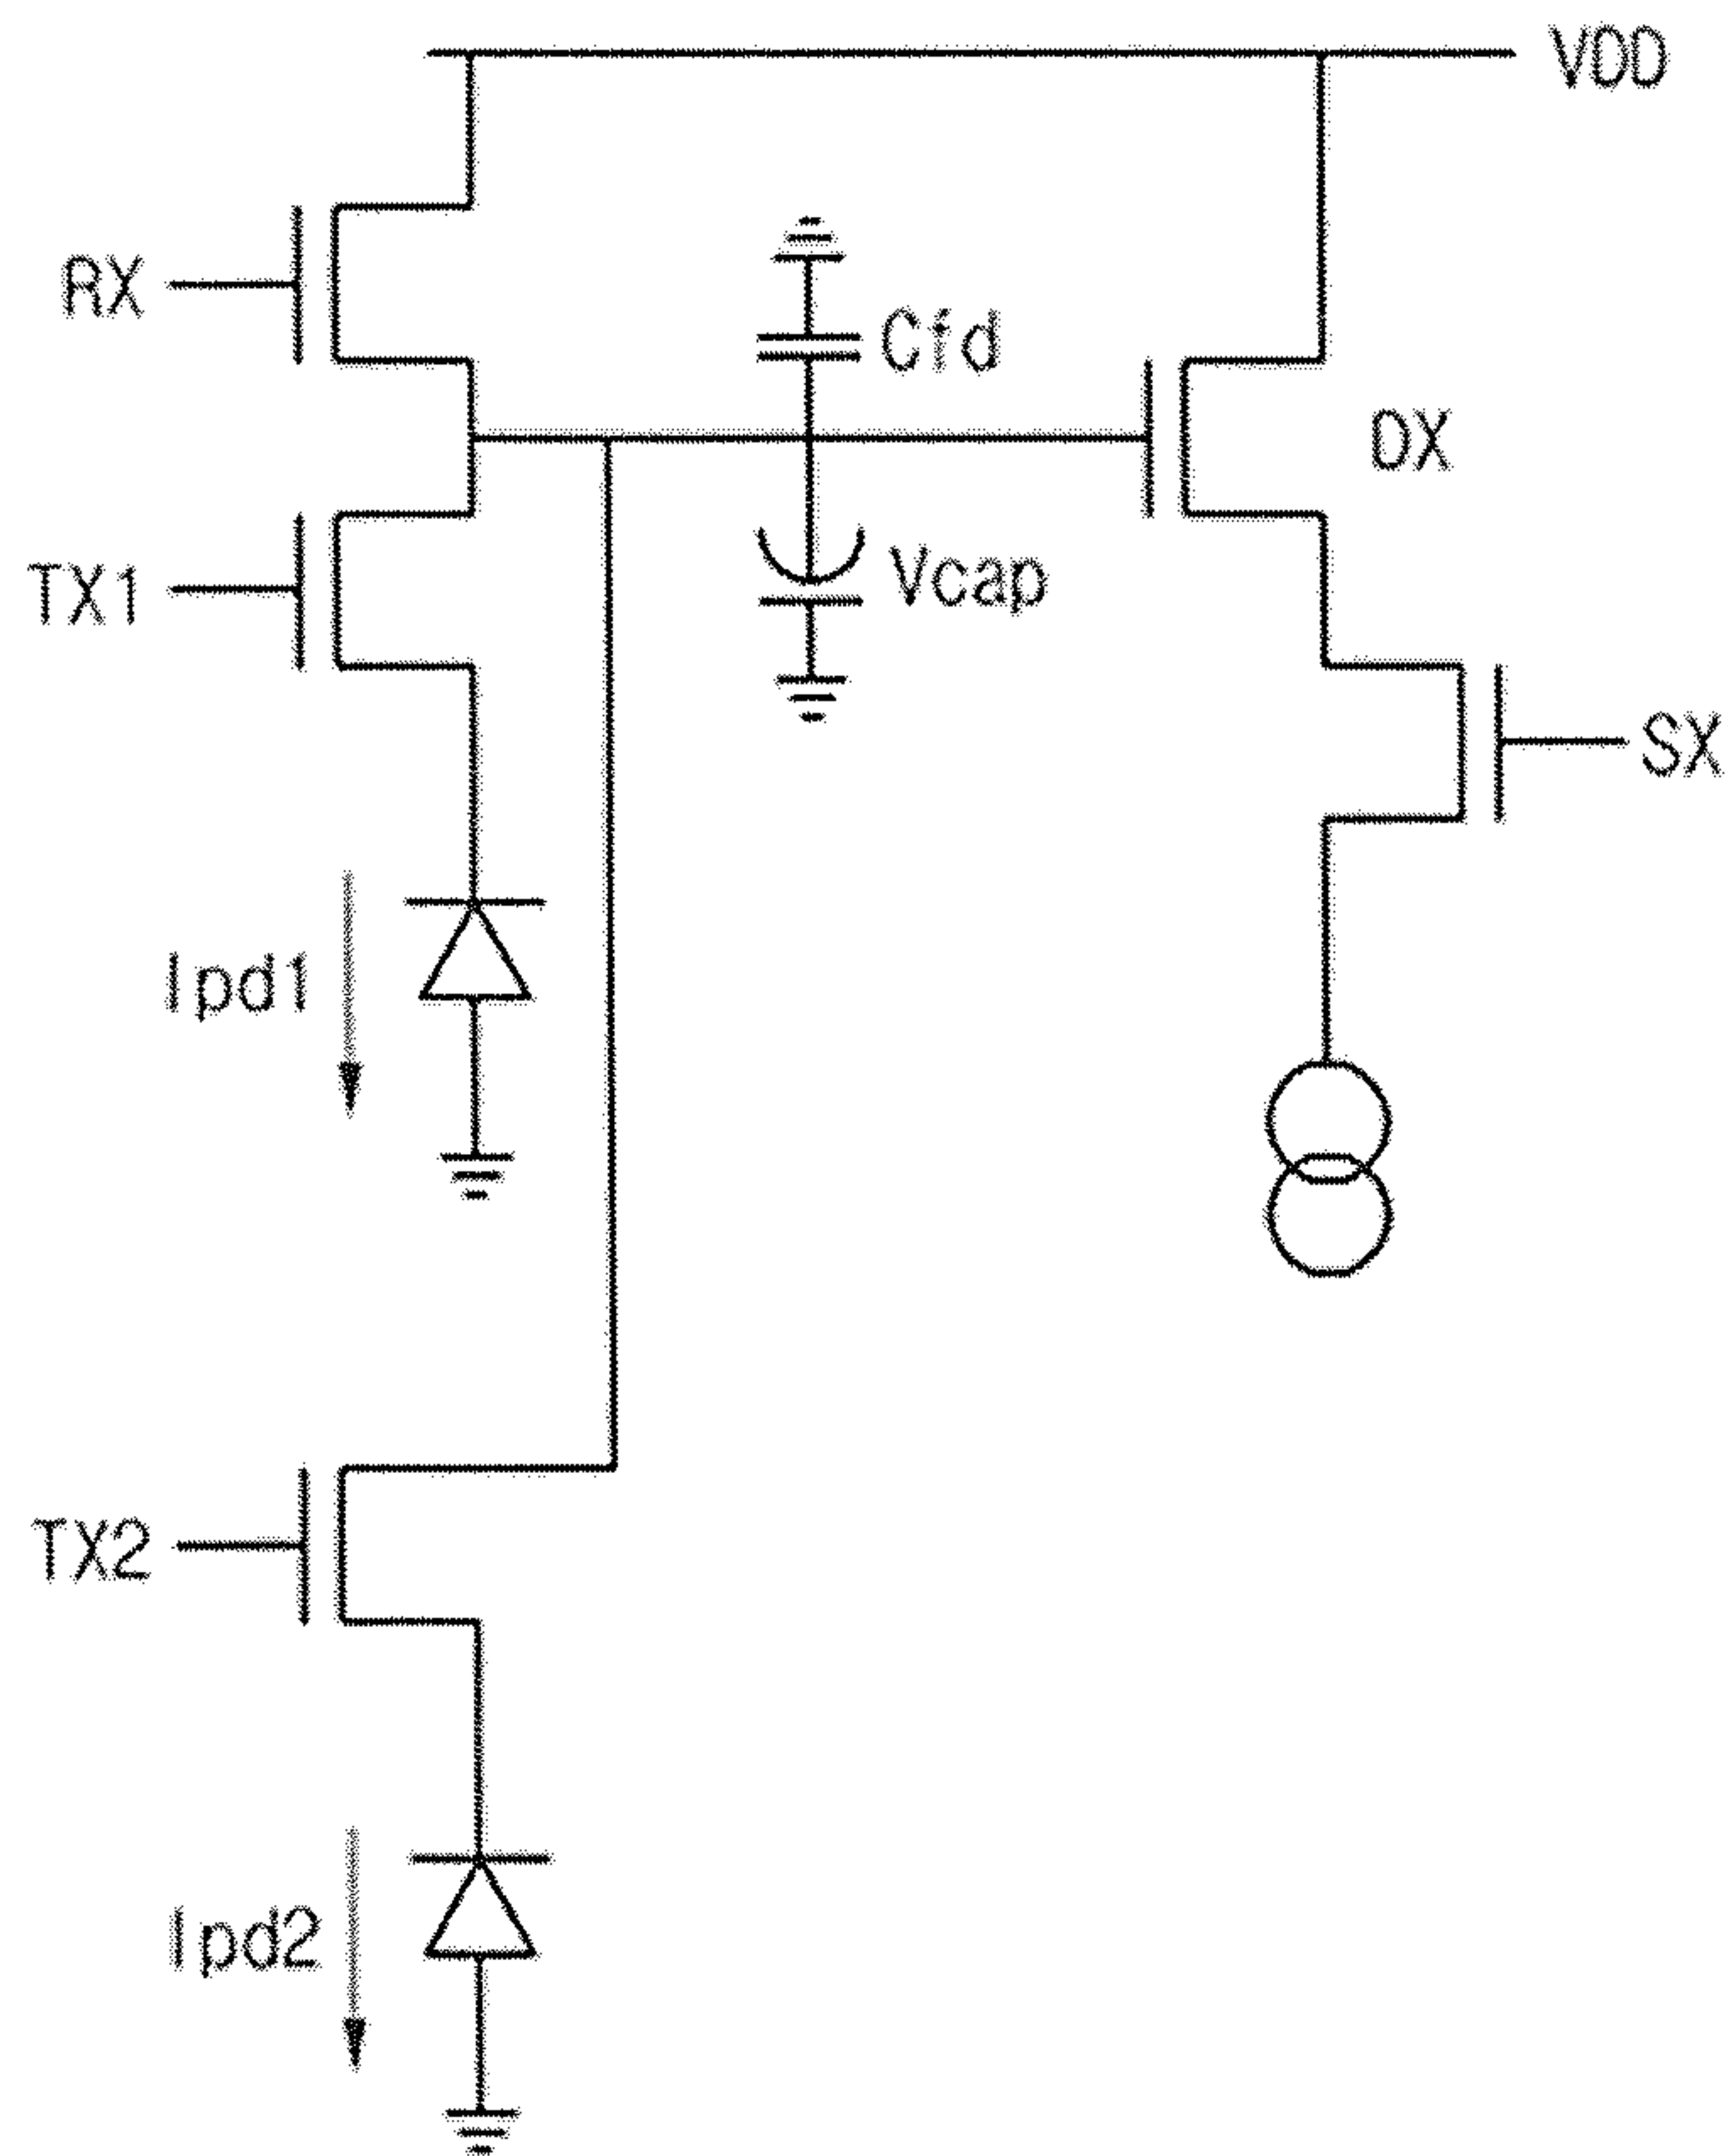 VDD
RX
Cfd
DX
TX1
Vcap
SX
Ipd1
TX2
Ipd2